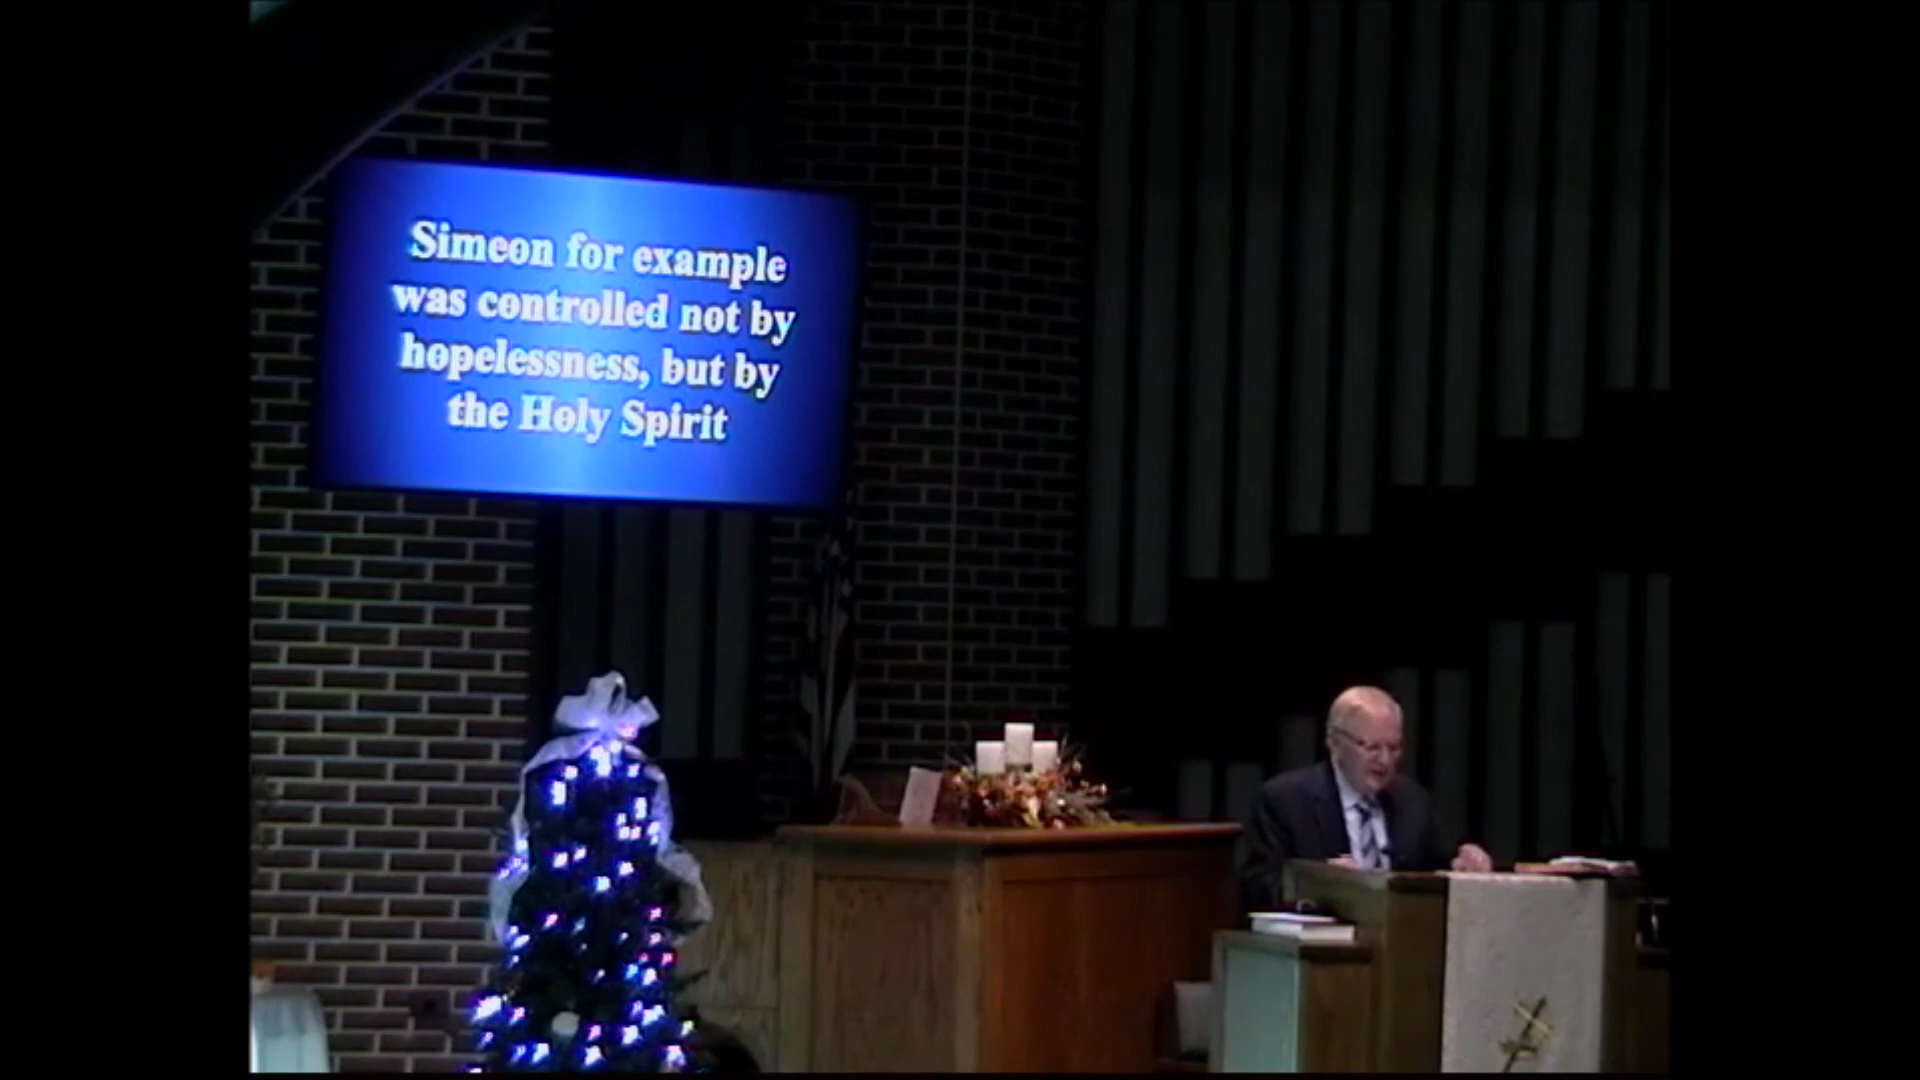 Simeon for example
was controlled not by
hopelessness, but by
the Holy Spirit